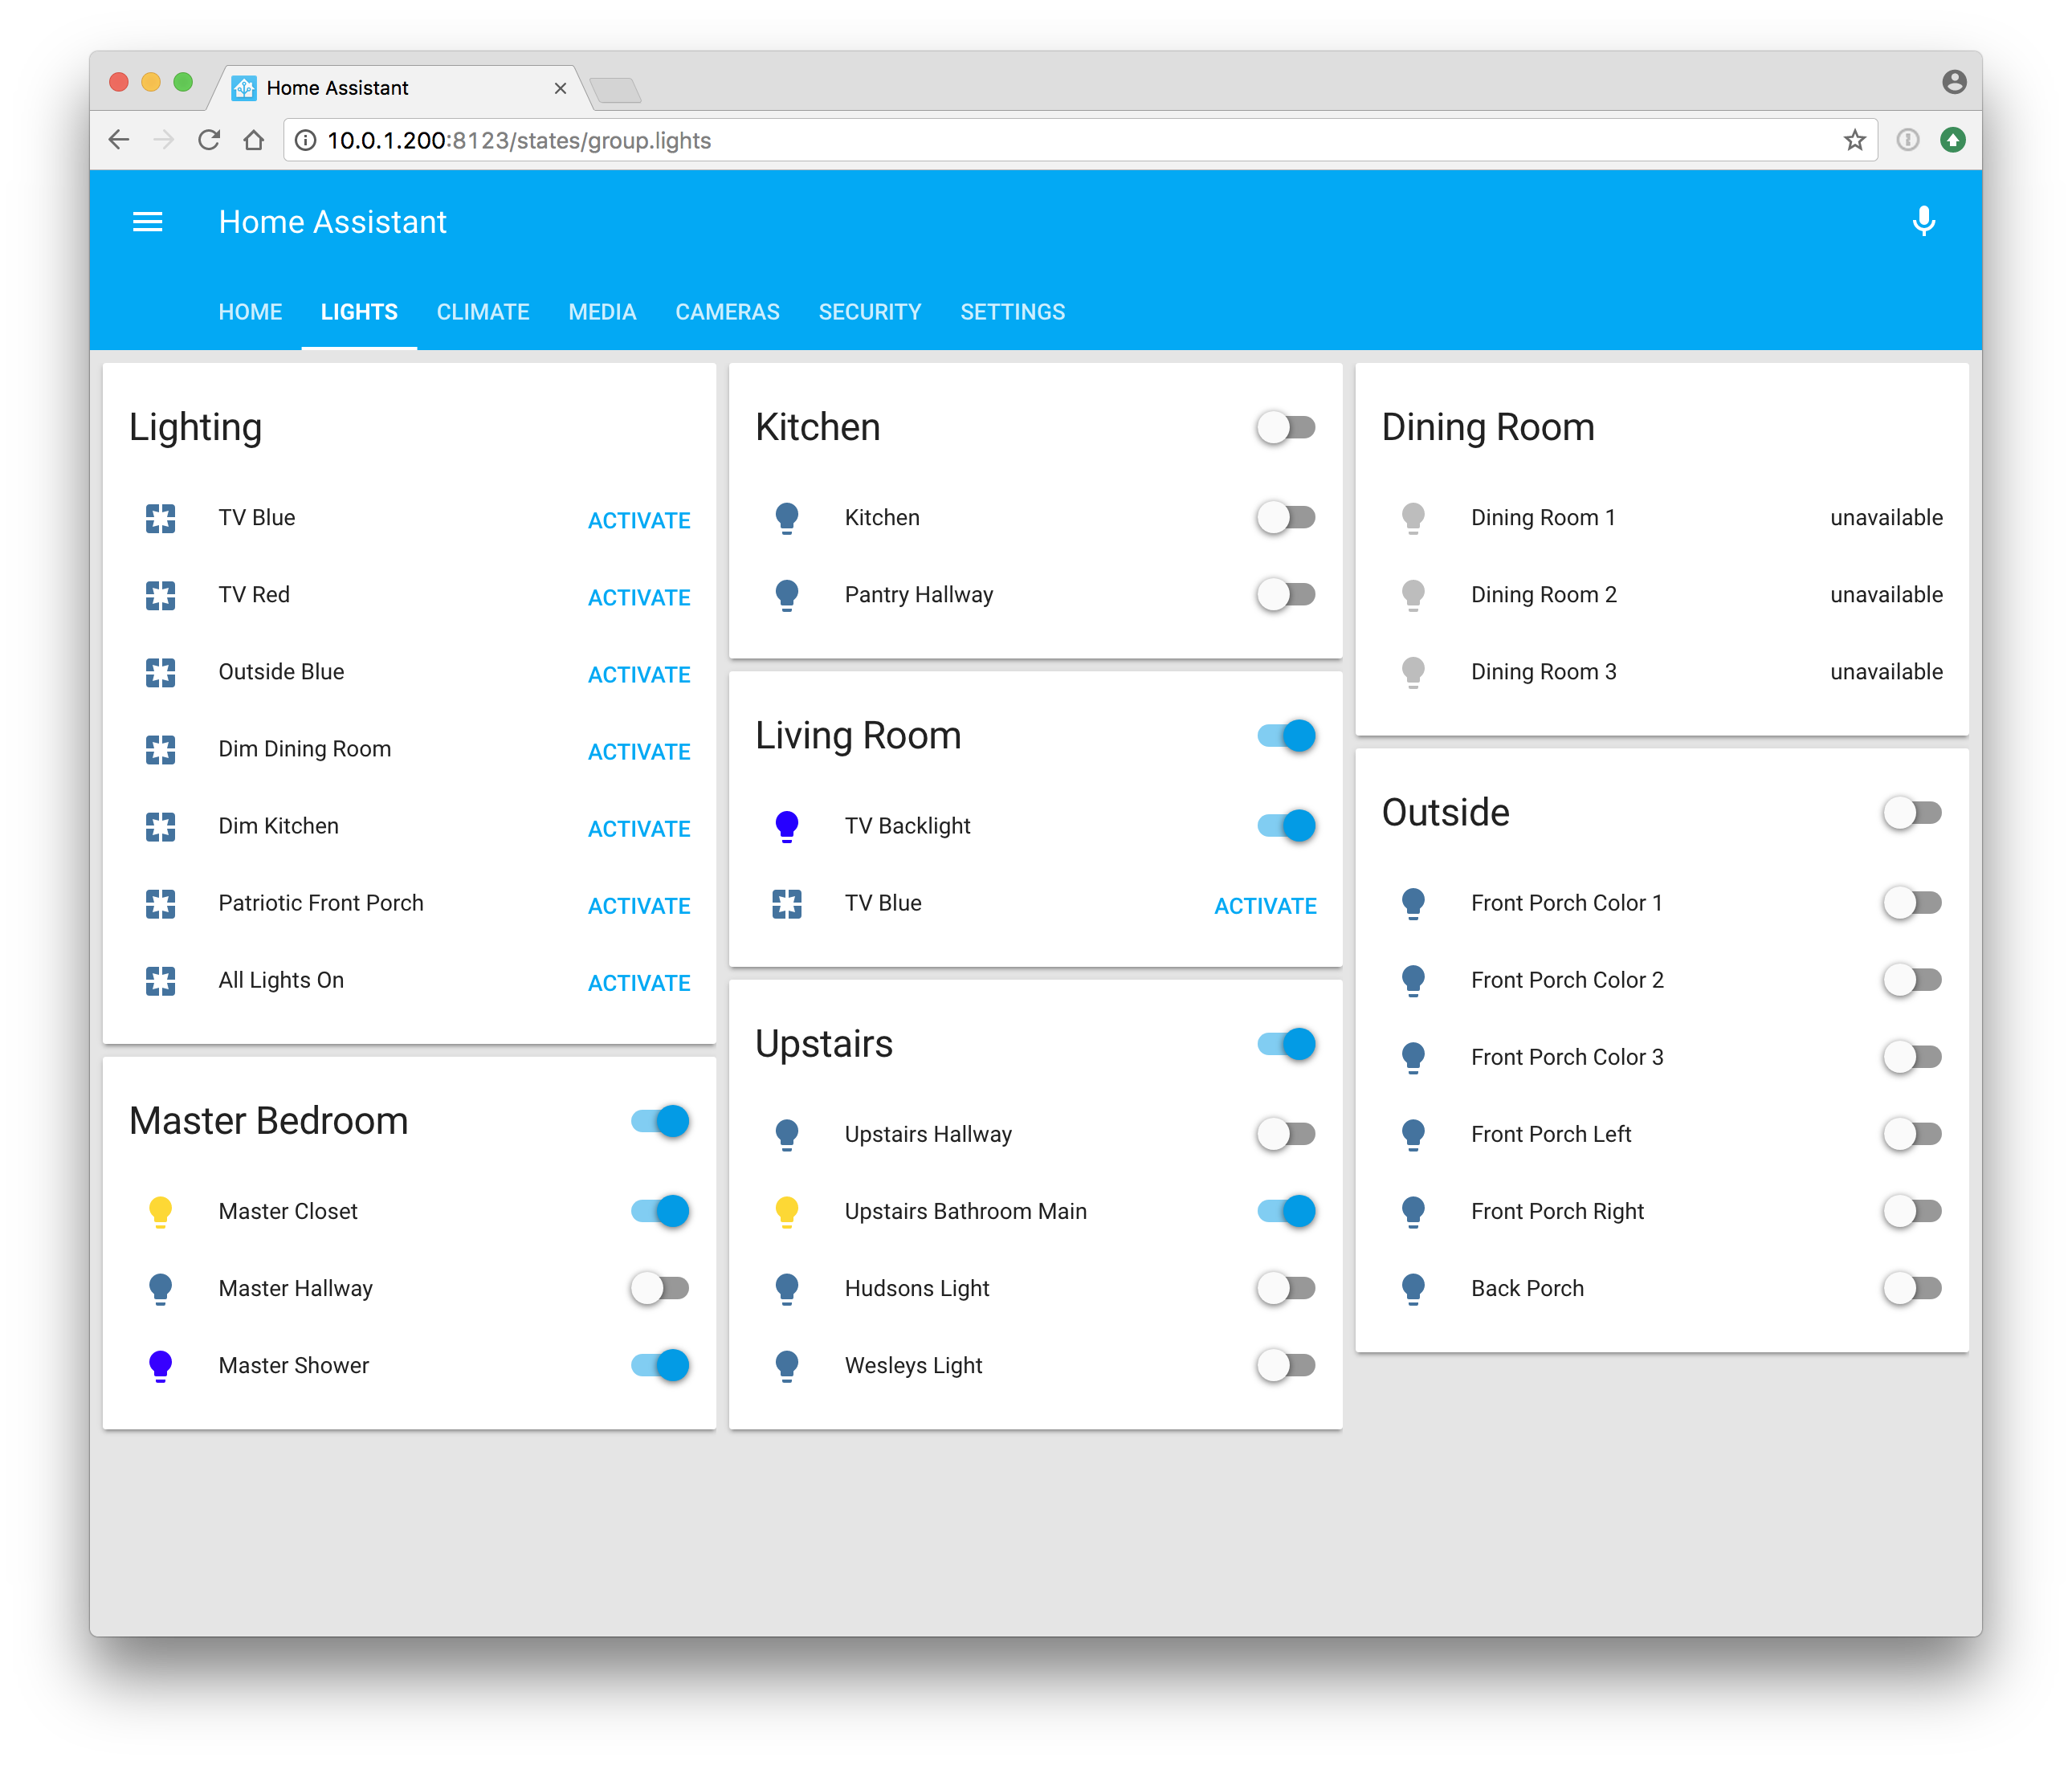 Home Assistant
10.0.1.200:8123/states/group.lights
Home Assistant
HOME LIGHTS CLIMATE MEDIA CAMERAS SECURITY SETTINGS
Lighting
TV Blue ACTIVATE
TV Red ACTIVATE
Outside Blue ACTIVATE
Dim Dining Room ACTIVATE
Dim Kitchen ACTIVATE
Patriotic Front Porch ACTIVATE
All Lights On ACTIVATE
Master Bedroom
Master Closet
Master Hallway
Master Shower
Kitchen
Kitchen
Pantry Hallway
Living Room
TV Backlight
TV Blue ACTIVATE
Upstairs
Upstairs Hallway
Upstairs Bathroom Main
Hudsons Light
Wesleys Light
Dining Room
Dining Room 1 unavailable
Dining Room 2 unavailable
Dining Room 3 unavailable
Outside
Front Porch Color 1
Front Porch Color 2
Front Porch Color 3
Front Porch Left
Front Porch Right
Back Porch